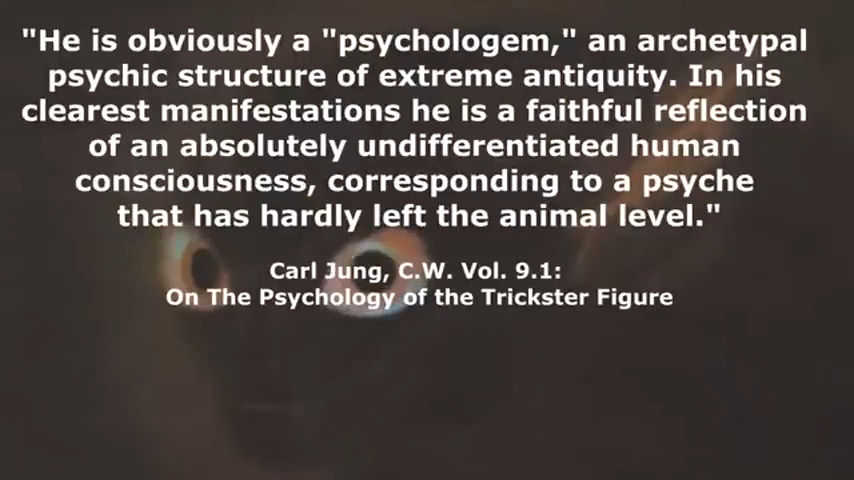 "He is obviously a "psychologem," an archetypal
psychic structure of extreme antiquity. In his
clearest manifestations he is a faithful reflection
of an absolutely undifferentiated human
consciousness, corresponding to a psyche
that has hardly left the animal level."
Carl Jung, C.W. Vol. 9.1:
On The Psychology of the Trickster Figure